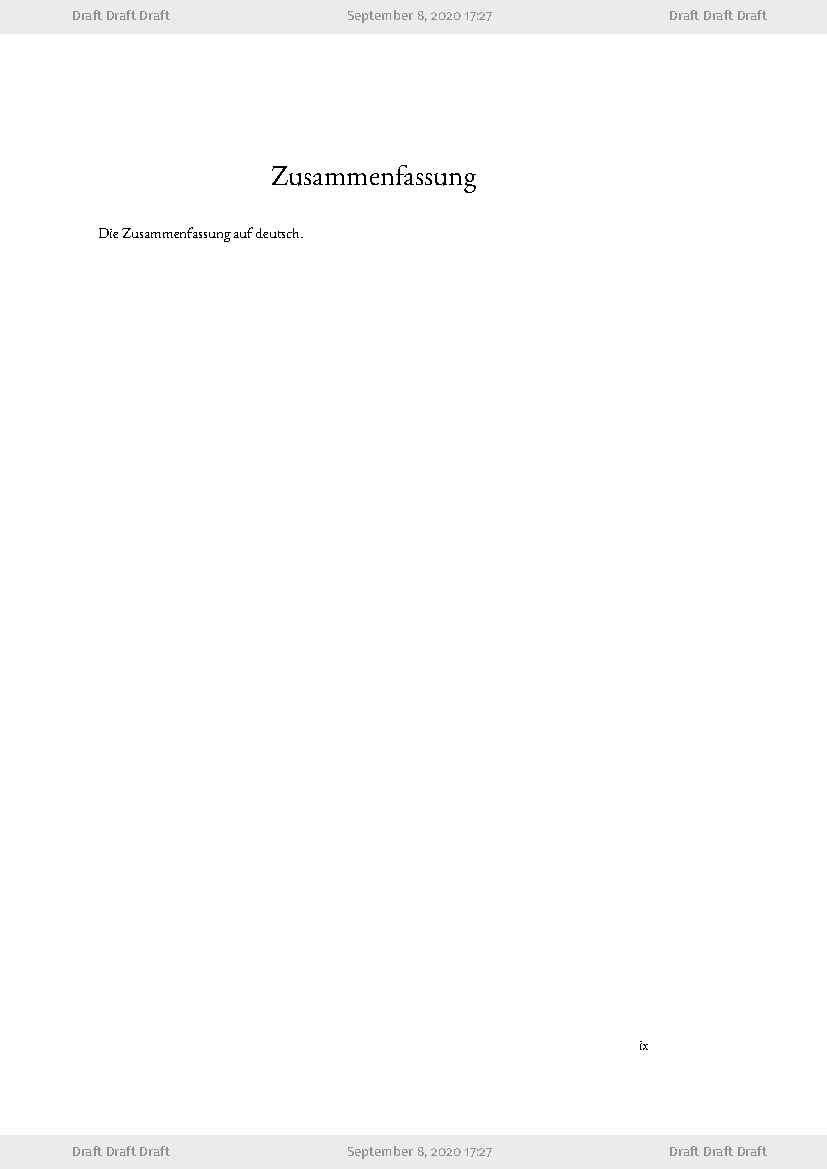 Draft Draft Draft September 8, 2020 17:27 Draft Draft Draft
Zusammenfassung
Die Zusammenfassung auf deutsch.
ix
Draft Draft Draft September 8, 2020 17:27 Draft Draft Draft